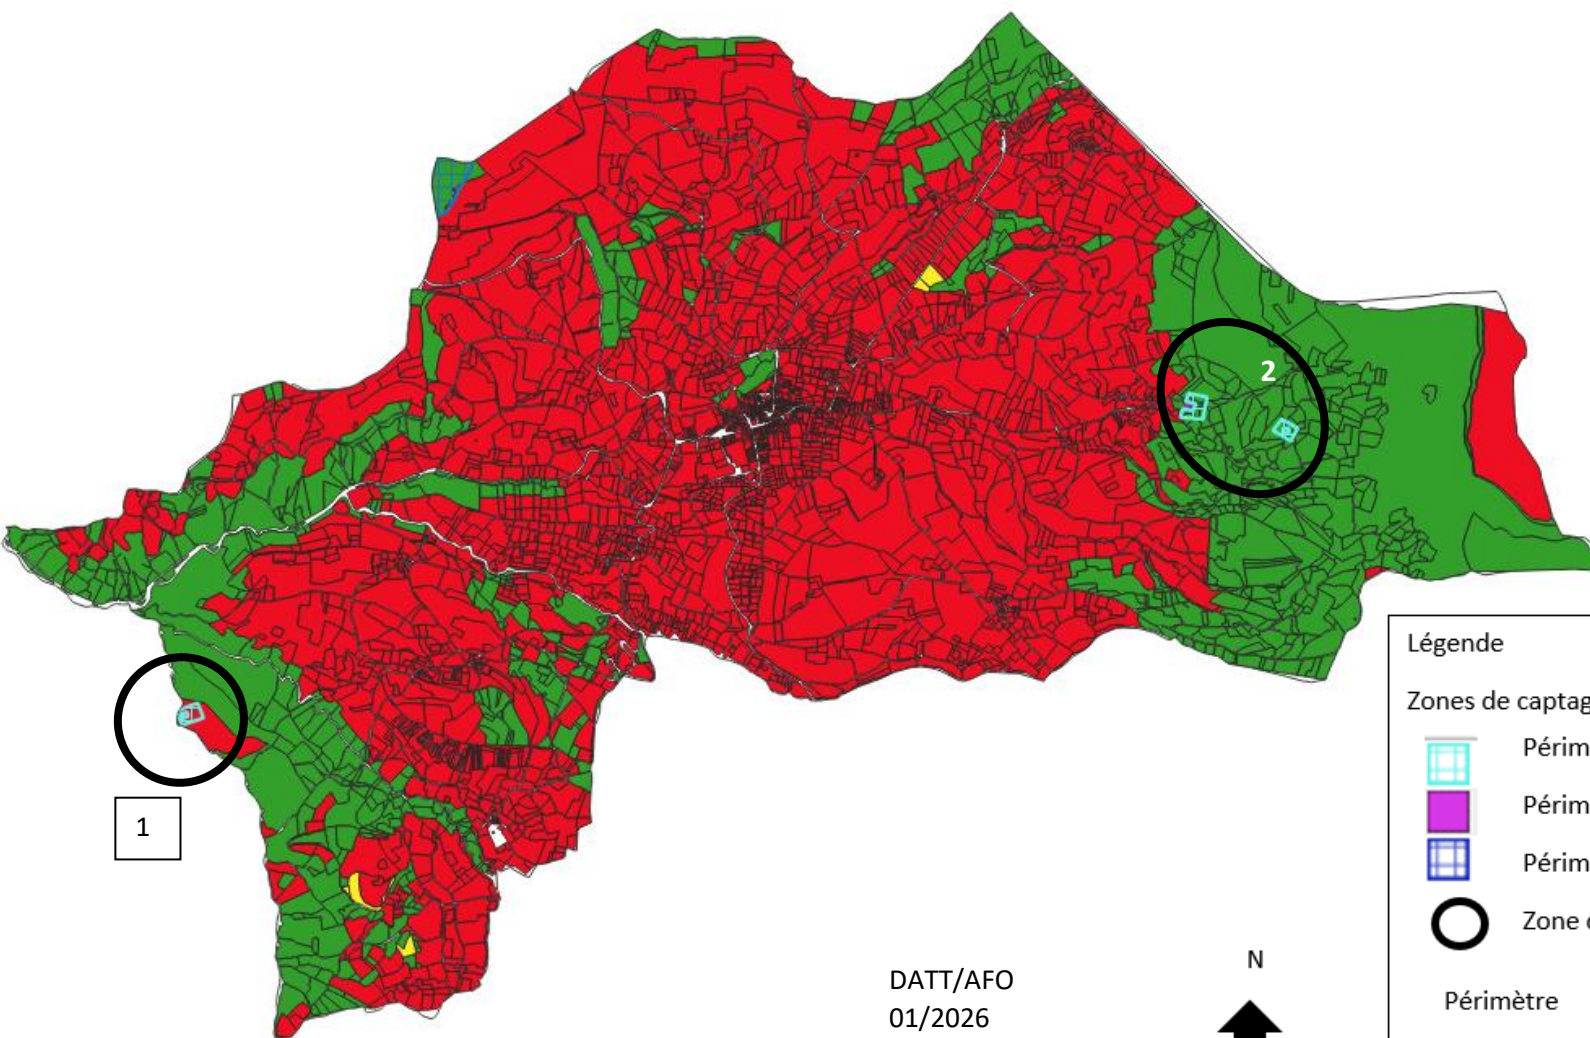 2
1
DATT/AFO
01/2026
N
Légende
Zones de captag
Périm
Périm
Périm
Zone
Périmètre